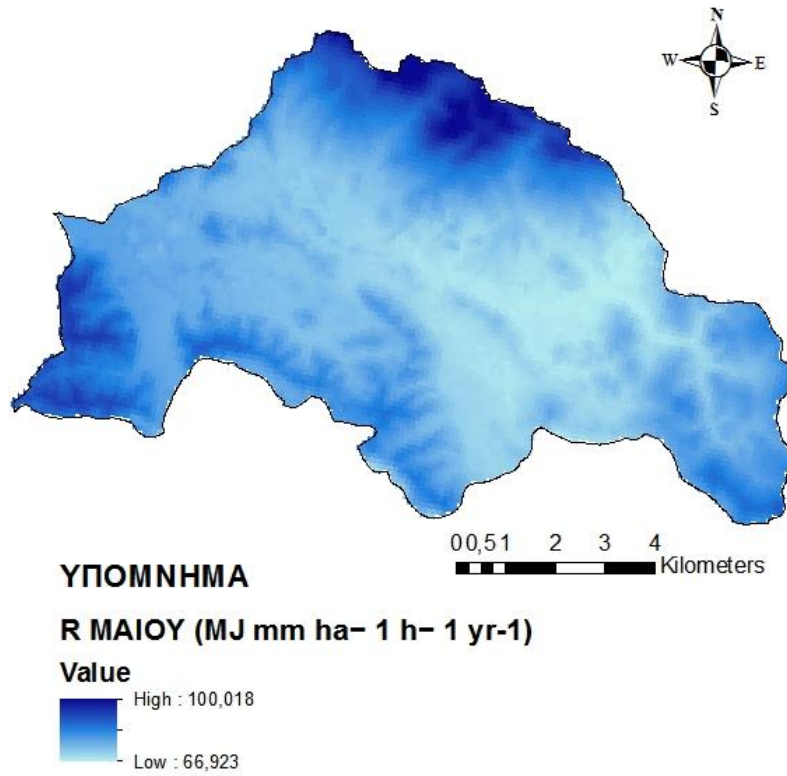 N
W E
S
0 0,5 1 2 3 4
Kilometers
ΥΠΟΜΝΗΜΑ
R ΜΑΙΟΥ (MJ mm ha− 1 h− 1 yr-1)
Value
High : 100,018
Low : 66,923